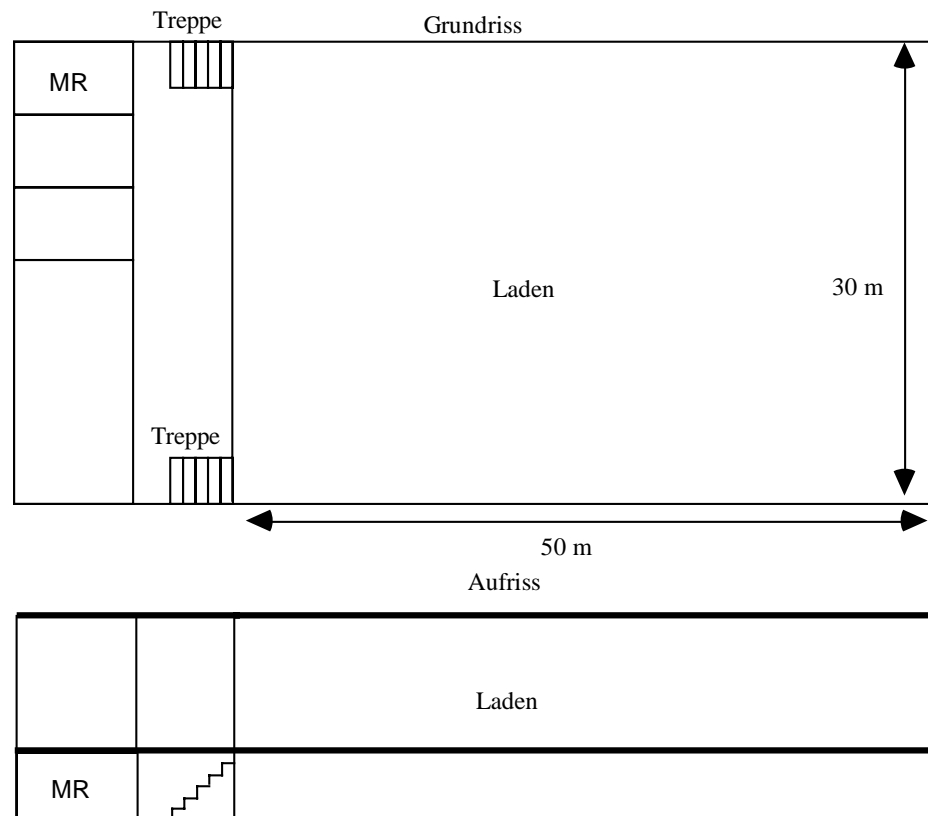 Treppe
Grundriss
MR
Laden
30 m
Treppe
50 m
Aufriss
Laden
MR